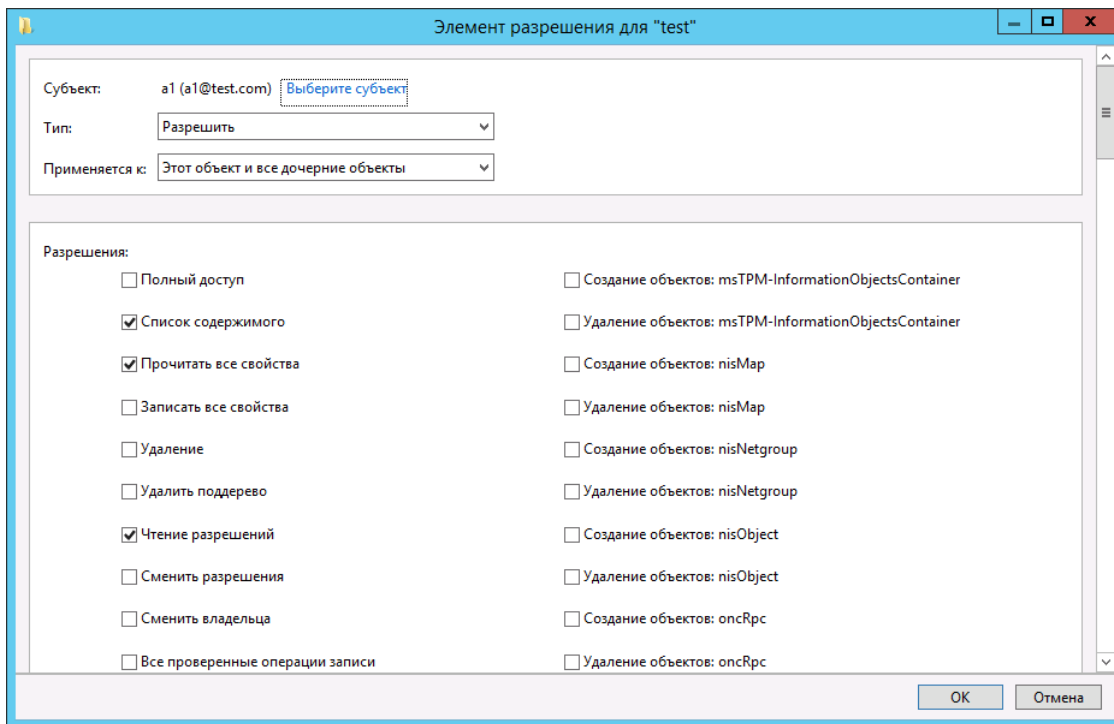 Элемент разрешения для "test"
Субъект: a1 (a1@test.com) Выберите субъект
Тип: Разрешить
Применяется к: Этот объект и все дочерние объекты
Разрешения:
Полный доступ Создание объектов: msTPM-InformationObjectsContainer
Список содержимого Удаление объектов: msTPM-InformationObjectsContainer
Прочитать все свойства Создание объектов: nisMap
Записать все свойства Удаление объектов: nisMap
Удаление Создание объектов: nisNetgroup
Удалить поддерево Удаление объектов: nisNetgroup
Чтение разрешений Создание объектов: nisObject
Сменить разрешения Удаление объектов: nisObject
Сменить владельца Создание объектов: oncRpc
Все проверенные операции записи Удаление объектов: oncRpc
ОК Отмена